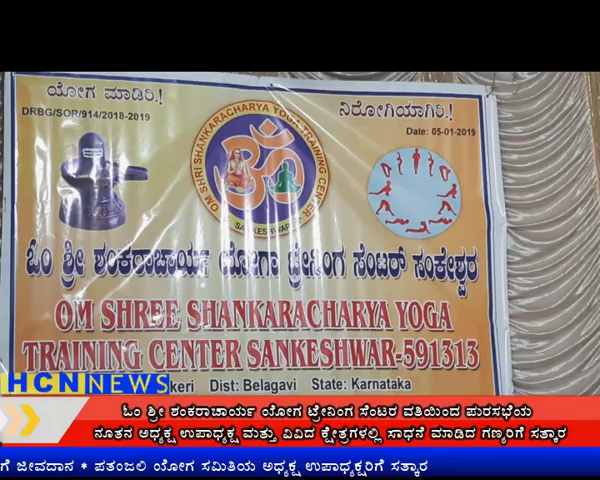 ಯೋಗ ಮಾಡಿರಿ.!
ನಿರೋಗಿಯಾಗಿರಿ.!
DRBG/SOR/914/2018-2019
Date: 05-01-2019
OM SHRI SHANKARACHARYA YOGA TRAINING CENTER
SANKESHWAR
ಓಂ ಶ್ರೀ ಶಂಕರಾಚಾರ್ಯ ಯೋಗಾ ಟ್ರೇನಿಂಗ ಸೆಂಟರ್ ಸಂಕೇಶ್ವರ
OM SHREE SHANKARACHARYA YOGA
TRAINING CENTER SANKESHWAR-591313
Dist: Belagavi State: Karnataka
HCN NEWS
ಓಂ ಶ್ರೀ ಶಂಕರಾಚಾರ್ಯ ಯೋಗ ಟ್ರೇನಿಂಗ ಸೆಂಟರ ವತಿಯಿಂದ ಪುರಸಭೆಯ
ನೂತನ ಅಧ್ಯಕ್ಷ ಉಪಾಧ್ಯಕ್ಷ ಮತ್ತು ವಿವಿದ ಕ್ಷೇತ್ರಗಳಲ್ಲಿ ಸಾಧನೆ ಮಾಡಿದ ಗಣ್ಯರಿಗೆ ಸತ್ಕಾರ
ಗೆ ಜೀವದಾನ * ಪತಂಜಲಿ ಯೋಗ ಸಮಿತಿಯ ಅಧ್ಯಕ್ಷ ಉಪಾಧ್ಯಕ್ಷರಿಗೆ ಸತ್ಕಾರ